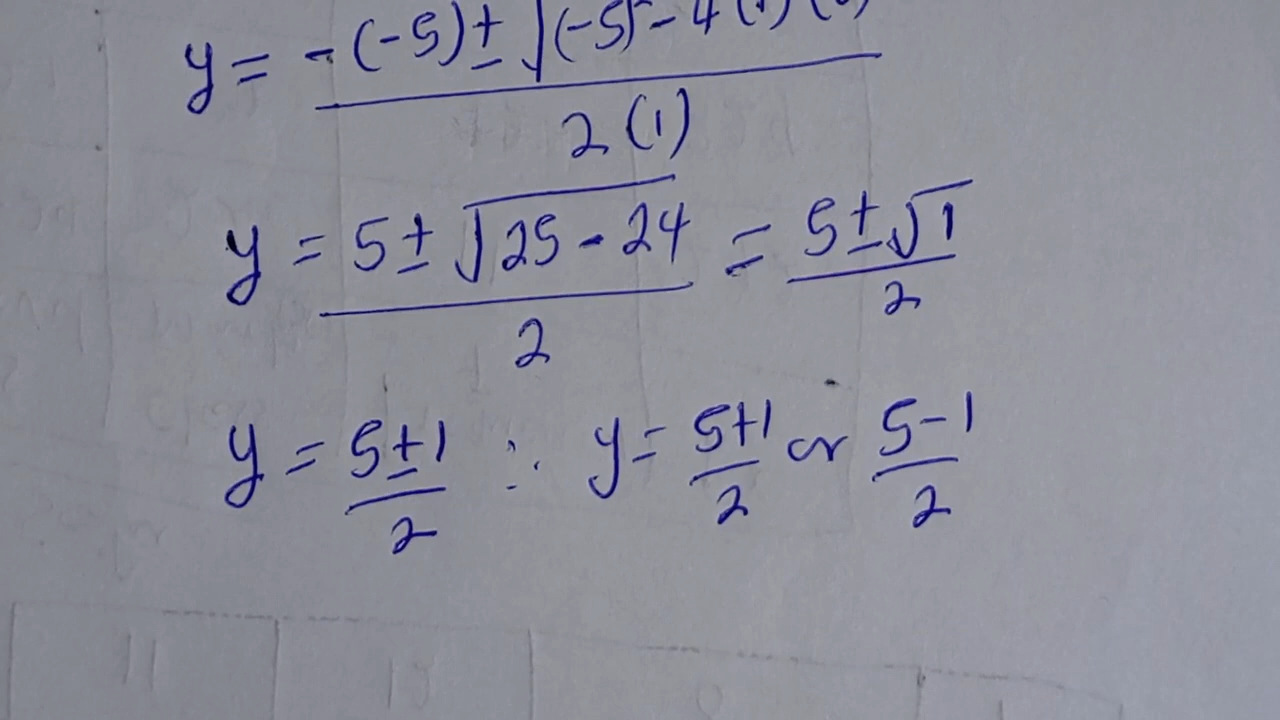 y = -(-5) ± √(-5)² - 4(1)
2(1)
y = 5 ± √25 - 24 / 2 = 5 ± √1 / 2
y = 5±1 / 2 ∴ y = 5+1 / 2 or 5-1 / 2